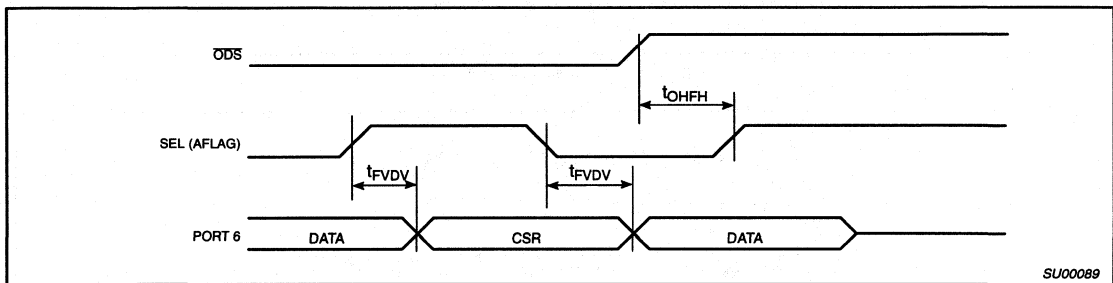 ODS
tOHFH
SEL (AFLAG)
tFVDV
tFVDV
PORT 6
DATA
CSR
DATA
SU00089